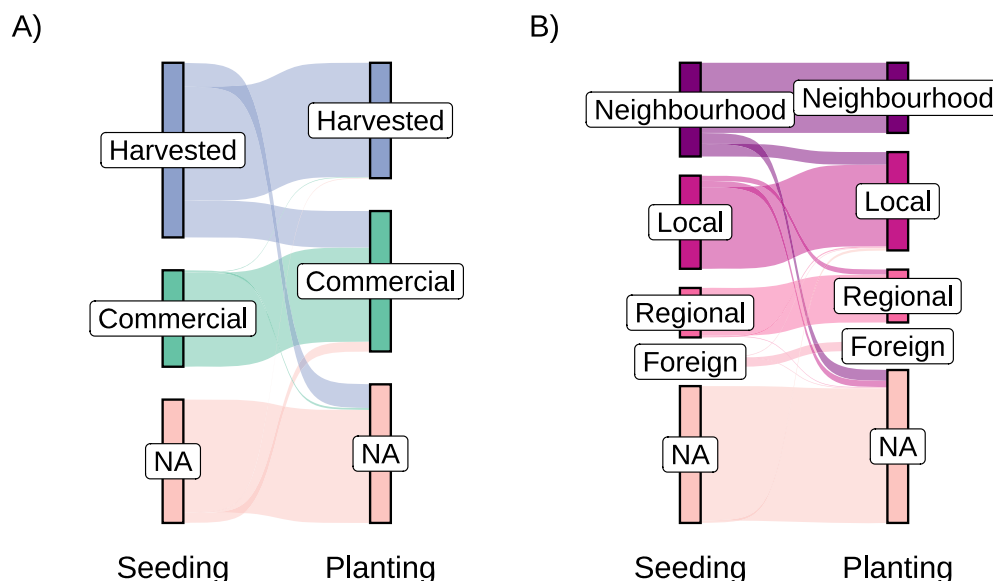 A)
Harvested
Harvested
Commercial
Commercial
NA
NA
Seeding
Planting
B)
Neighbourhood
Neighbourhood
Local
Local
Regional
Regional
Foreign
Foreign
NA
NA
Seeding
Planting